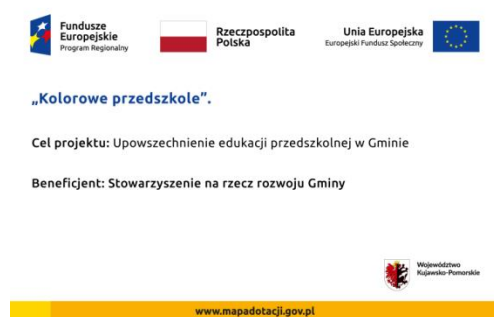 Fundusze
Europejskie
Program Regionalny
Rzeczpospolita
Polska
Unia Europejska
Europejski Fundusz Społeczny
„Kolorowe przedszkole”.
Cel projektu: Upowszechnienie edukacji przedszkolnej w Gminie
Beneficjent: Stowarzyszenie na rzecz rozwoju Gminy
Województwo
Kujawsko-Pomorskie
www.mapadotacji.gov.pl